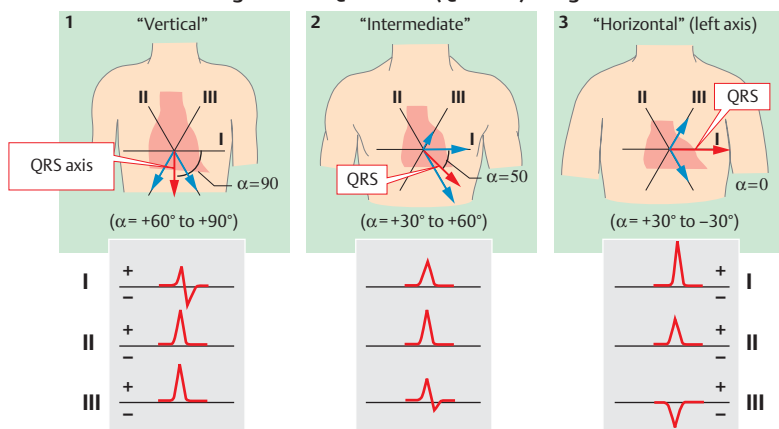 1 "Vertical"
II III
I
QRS axis
α=90
(α= +60° to +90°)
2 "Intermediate"
II III
I
QRS
α=50
(α= +30° to +60°)
3 "Horizontal" (left axis)
II III
QRS
I
α=0
(α= +30° to –30°)
I + –
II + –
III + –
+ – I
+ – II
+ – III